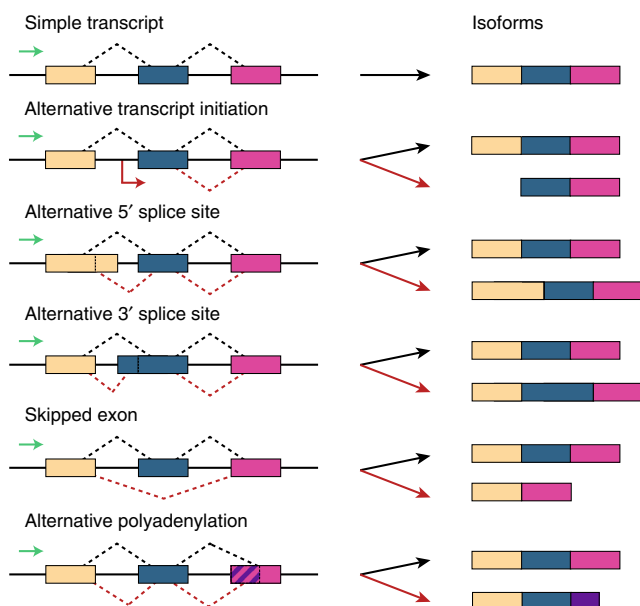 Simple transcript
Isoforms
Alternative transcript initiation
Alternative 5′ splice site
Alternative 3′ splice site
Skipped exon
Alternative polyadenylation